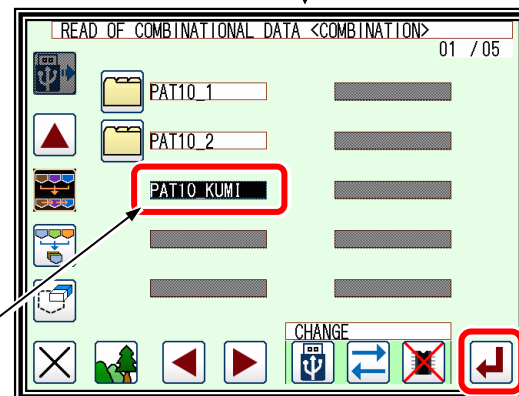 READ OF COMBINATIONAL DATA <COMBINATION>
01 / 05
PAT10_1
PAT10_2
PAT10_KUMI
CHANGE